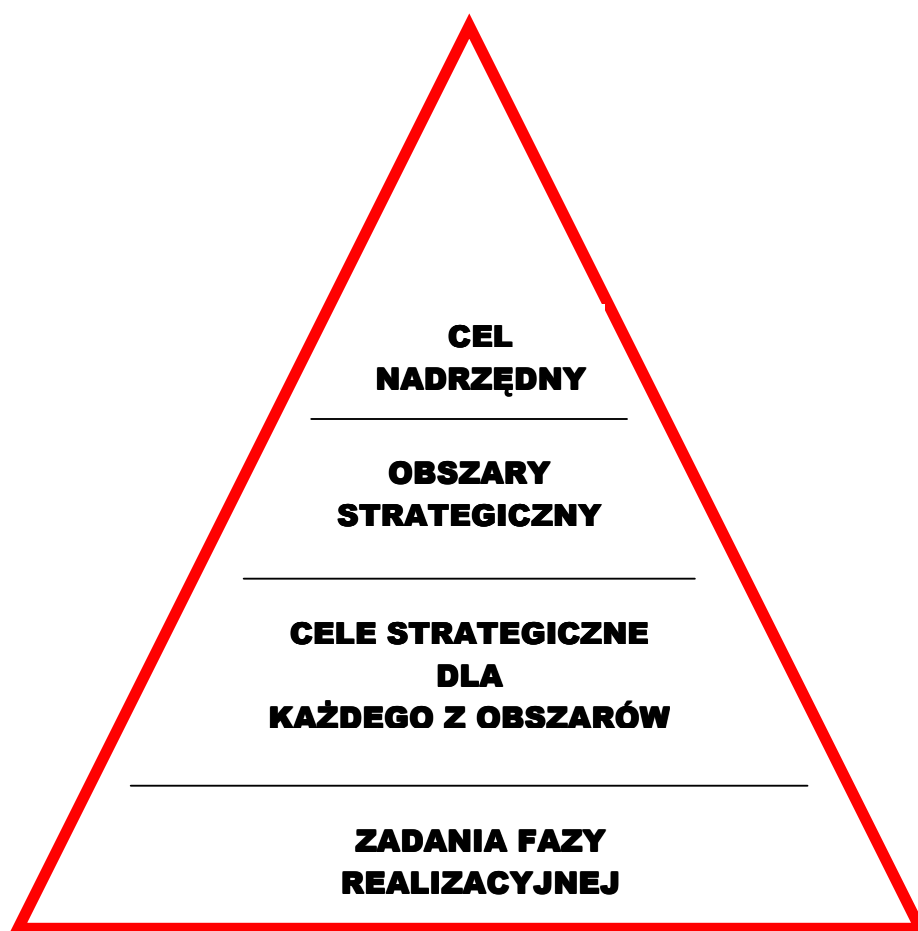 CEL
NADRZĘDNY
OBSZARY
STRATEGICZNY
CELE STRATEGICZNE
DLA
KAŻDEGO Z OBSZARÓW
ZADANIA FAZY
REALIZACYJNEJ